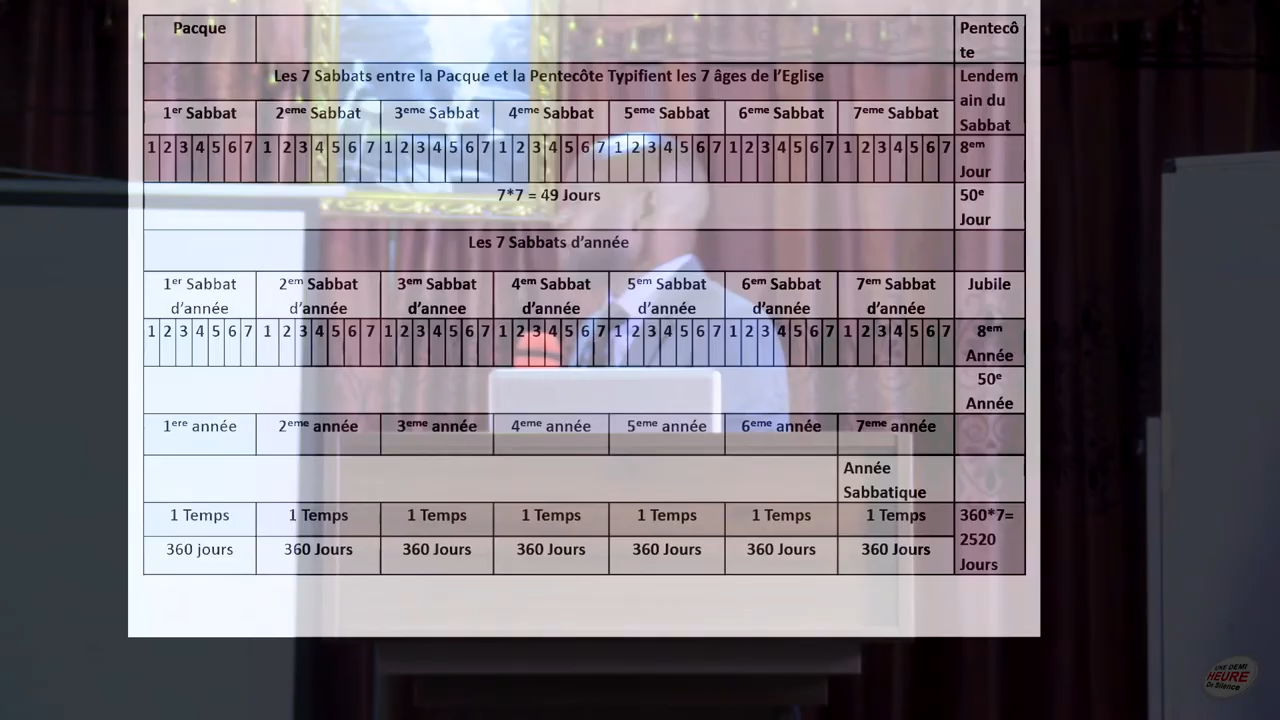 Pacque Pentecô
te
Les 7 Sabbats entre la Pacque et la Pentecôte Typifient les 7 âges de l'Eglise Lendem
ain du
Sabbat
1er Sabbat 2eme Sabbat 3eme Sabbat 4eme Sabbat 5eme Sabbat 6eme Sabbat 7eme Sabbat
1 2 3 4 5 6 7 1 2 3 4 5 6 7 1 2 3 4 5 6 7 1 2 3 4 5 6 7 1 2 3 4 5 6 7 1 2 3 4 5 6 7 1 2 3 4 5 6 7 8em
Jour
7*7 = 49 Jours 50e
Jour
Les 7 Sabbats d'année
1er Sabbat 2em Sabbat 3em Sabbat 4em Sabbat 5em Sabbat 6em Sabbat 7em Sabbat Jubile
d'année d'année d'annee d'année d'année d'année d'année
1 2 3 4 5 6 7 1 2 3 4 5 6 7 1 2 3 4 5 6 7 1 2 3 4 5 6 7 1 2 3 4 5 6 7 1 2 3 4 5 6 7 1 2 3 4 5 6 7 8em
Année
50e
Année
1ere année 2eme année 3eme année 4eme année 5eme année 6eme année 7eme année
Année
Sabbatique
1 Temps 1 Temps 1 Temps 1 Temps 1 Temps 1 Temps 1 Temps 360*7=
2520
Jours
360 jours 360 Jours 360 Jours 360 Jours 360 Jours 360 Jours 360 Jours
UNE DEMI
HEURE
De Silence